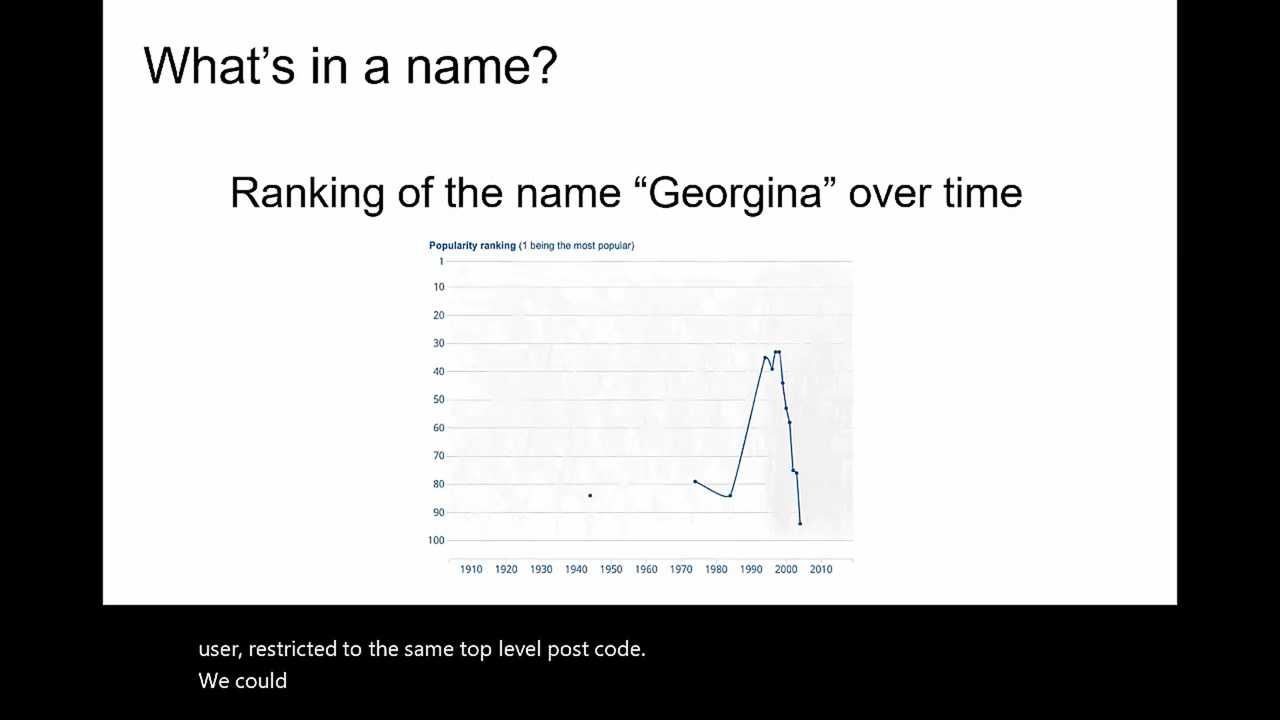 What’s in a name?
Ranking of the name “Georgina” over time
Popularity ranking (1 being the most popular)
1
10
20
30
40
50
60
70
80
90
100
1910 1920 1930 1940 1950 1960 1970 1980 1990 2000 2010
user, restricted to the same top level post code.
We could